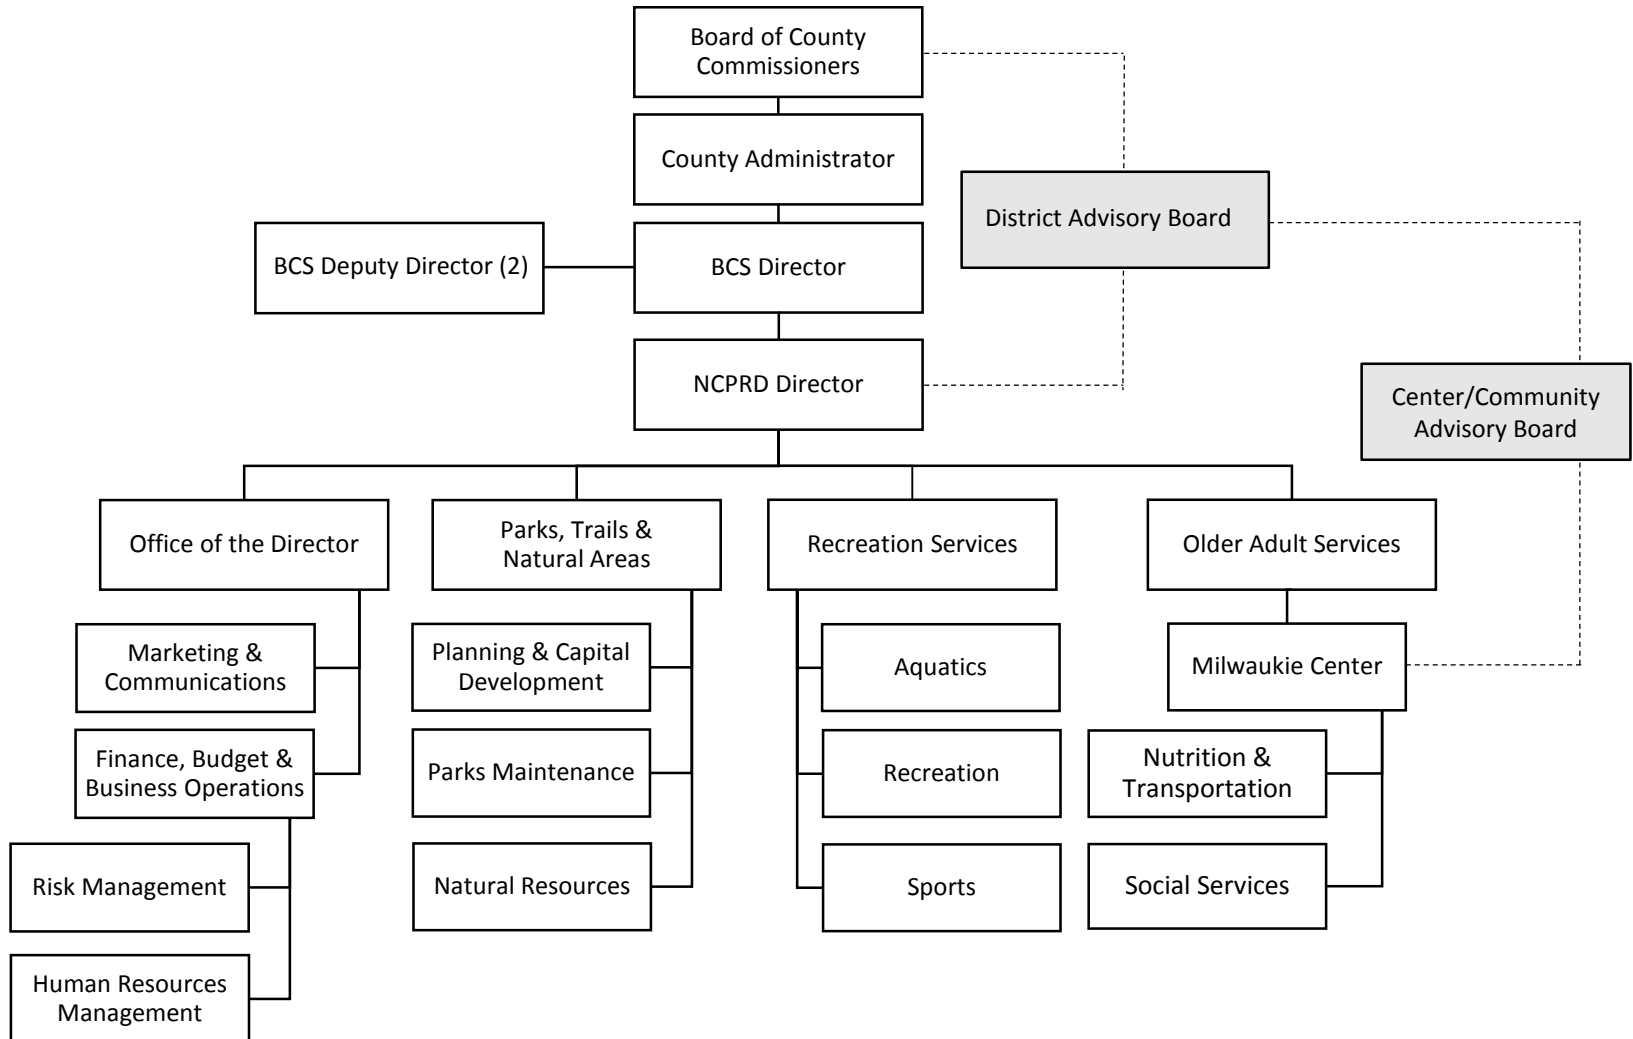 Board of County
Commissioners
County Administrator
District Advisory Board
BCS Deputy Director (2)
BCS Director
NCPRD Director
Center/Community
Advisory Board
Office of the Director
Parks, Trails &
Natural Areas
Recreation Services
Older Adult Services
Marketing &
Communications
Planning & Capital
Development
Aquatics
Milwaukie Center
Finance, Budget &
Business Operations
Parks Maintenance
Recreation
Nutrition &
Transportation
Risk Management
Natural Resources
Sports
Social Services
Human Resources
Management